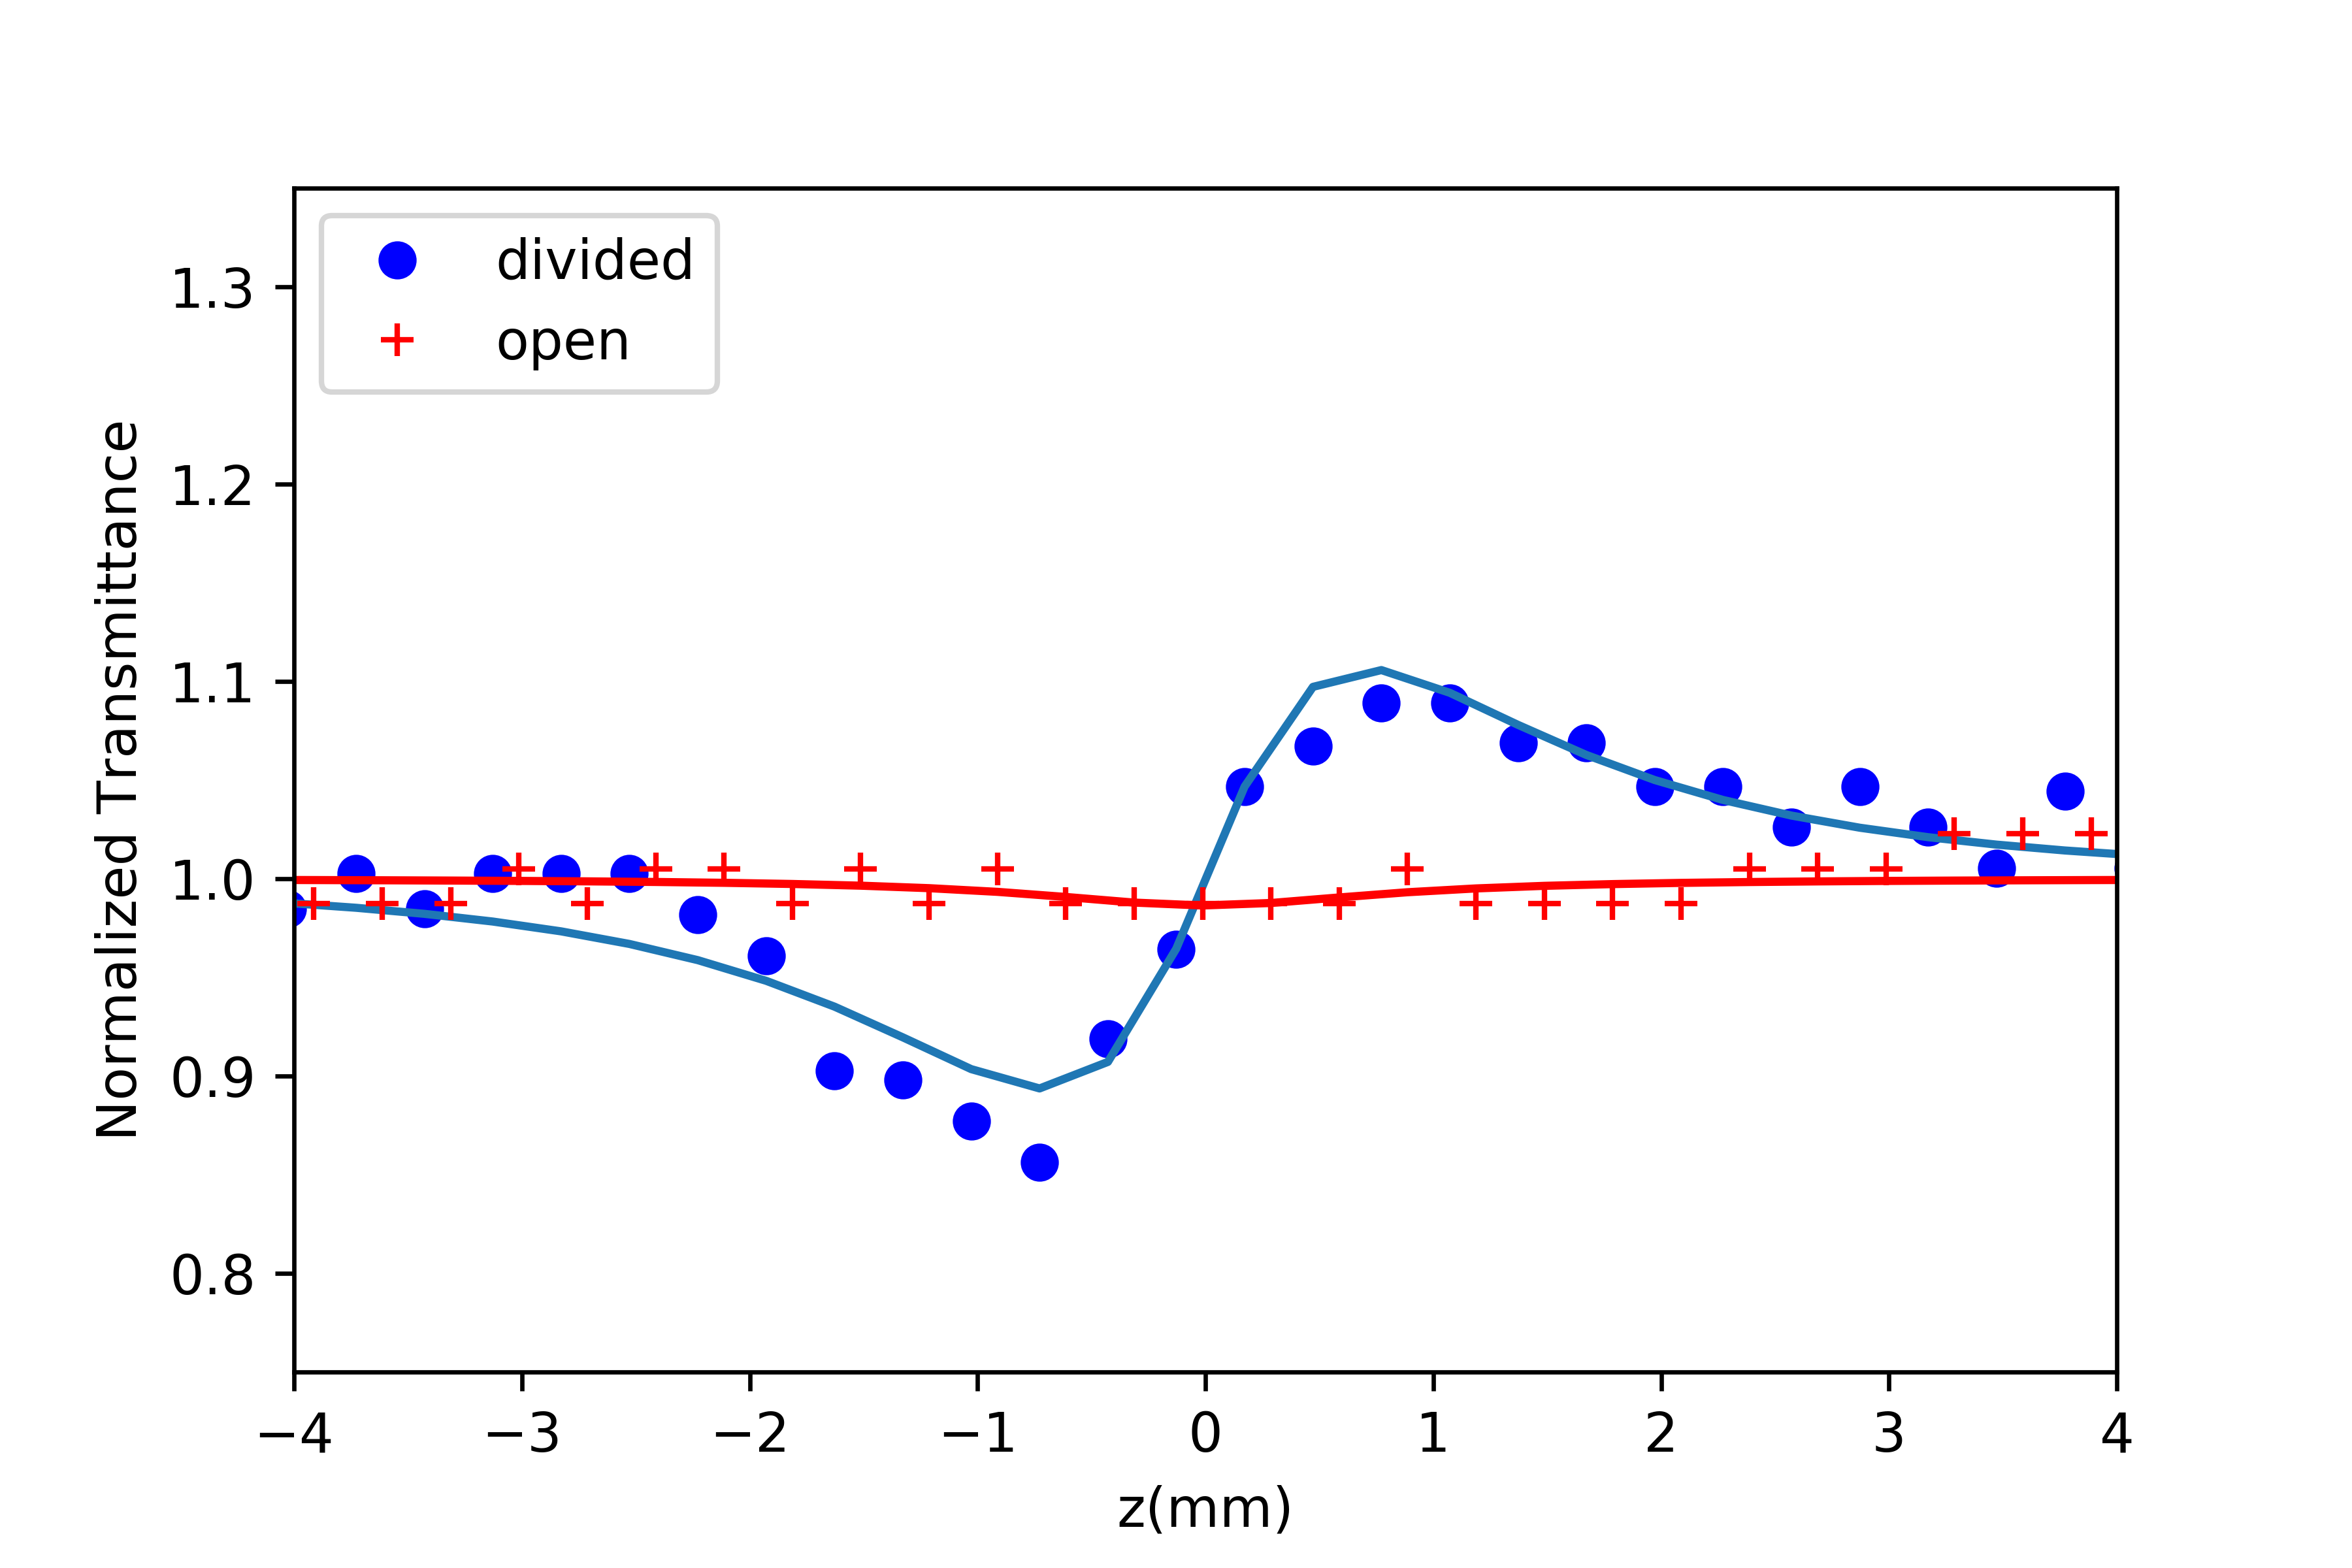 divided
open
1.3
1.2
1.1
1.0
0.9
0.8
Normalized Transmittance
−4 −3 −2 −1 0 1 2 3 4
z(mm)